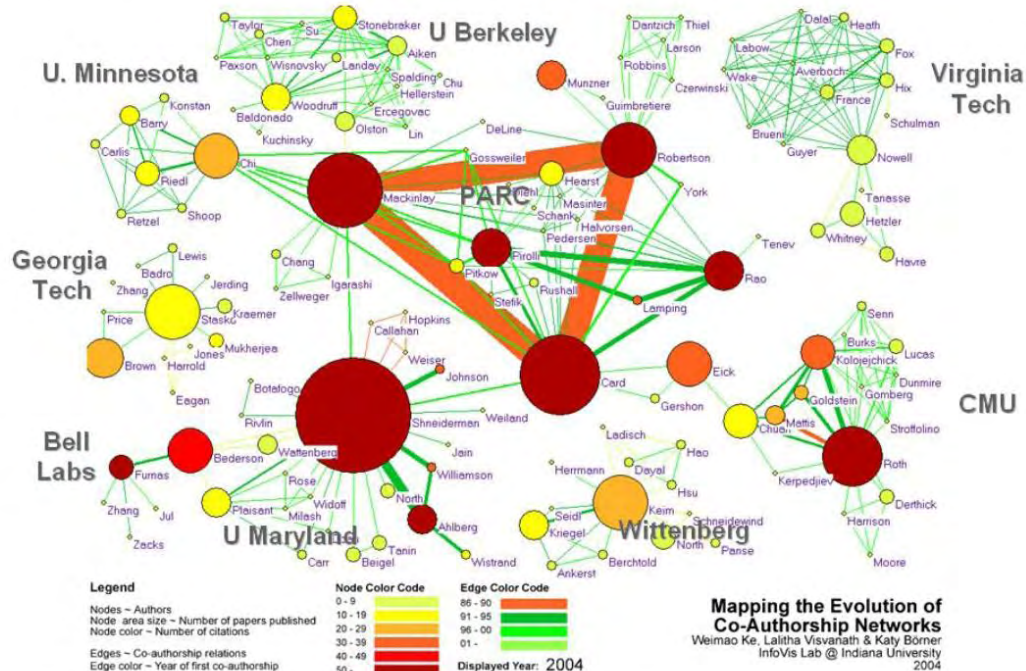 Taylor
Su
Stonebraker
Chen
U Berkeley
Aiken
Paxson
Wisnovsky
Landay
Spalding
Chu
Hellerstein
Woodruff
Ercegovac
Baldonado
Kuchinsky
Olston
Lin
Dantzich
Thiel
Larson
Robbins
Czerwinski
Munzner
Guimbretiere
Dalal
Heath
Labow
Fox
Averboch
Wake
Hix
France
Virginia
Tech
Schulman
Bruen
Guyer
Nowell
Tanasse
Hetzler
Whitney
Havre
U. Minnesota
Konstan
Barry
Carlis
Chi
Riedl
Retzel
Shoop
DeLine
Gossweiler
Robertson
Mackinlay
PARC
Hearst
York
Masinter
Schank
Halvorsen
Pedersen
Pirolli
Pitkow
Rushall
Stefik
Tenev
Rao
Lamping
Chang
Igarashi
Zellweger
Georgia
Tech
Lewis
Badro
Zhang
Jerding
Price
Stasko
Kraemer
Jones
Mukherjea
Brown
Harrold
Eagan
Hopkins
Callahan
Weiser
Johnson
Card
Eick
Gershon
Senn
Burks
Lucas
Kolojejchick
Dunmire
Goldstein
Gomberg
CMU
Mattis
Chuah
Stroffolino
Roth
Kerpedjiev
Derthick
Harrison
Moore
Botafogo
Rivlin
Shneiderman
Weiland
Bell
Labs
Bederson
Wattenberg
Jain
Furnas
Williamson
Rose
North
Zhang
Jul
Plaisant
Widoff
Milash
Ahlberg
Zacks
U Maryland
Tanin
Carr
Beigel
Wistrand
Ladisch
Hao
Herrmann
Dayal
Hsu
Keim
Seidl
Schneidewind
Kriegel
Wittenberg
North
Panse
Ankerst
Berchtold
Legend
Nodes ~ Authors
Node area size ~ Number of papers published
Node color ~ Number of citations
Edges ~ Co-authorship relations
Edge color ~ Year of first co-authorship
Node Color Code
0 - 9
10 - 19
20 - 29
30 - 39
40 - 49
50 -
Edge Color Code
86 - 90
91 - 95
96 - 00
01 -
Displayed Year: 2004
Mapping the Evolution of
Co-Authorship Networks
Weimao Ke, Lalitha Visvanath & Katy Börner
InfoVis Lab @ Indiana University
2004